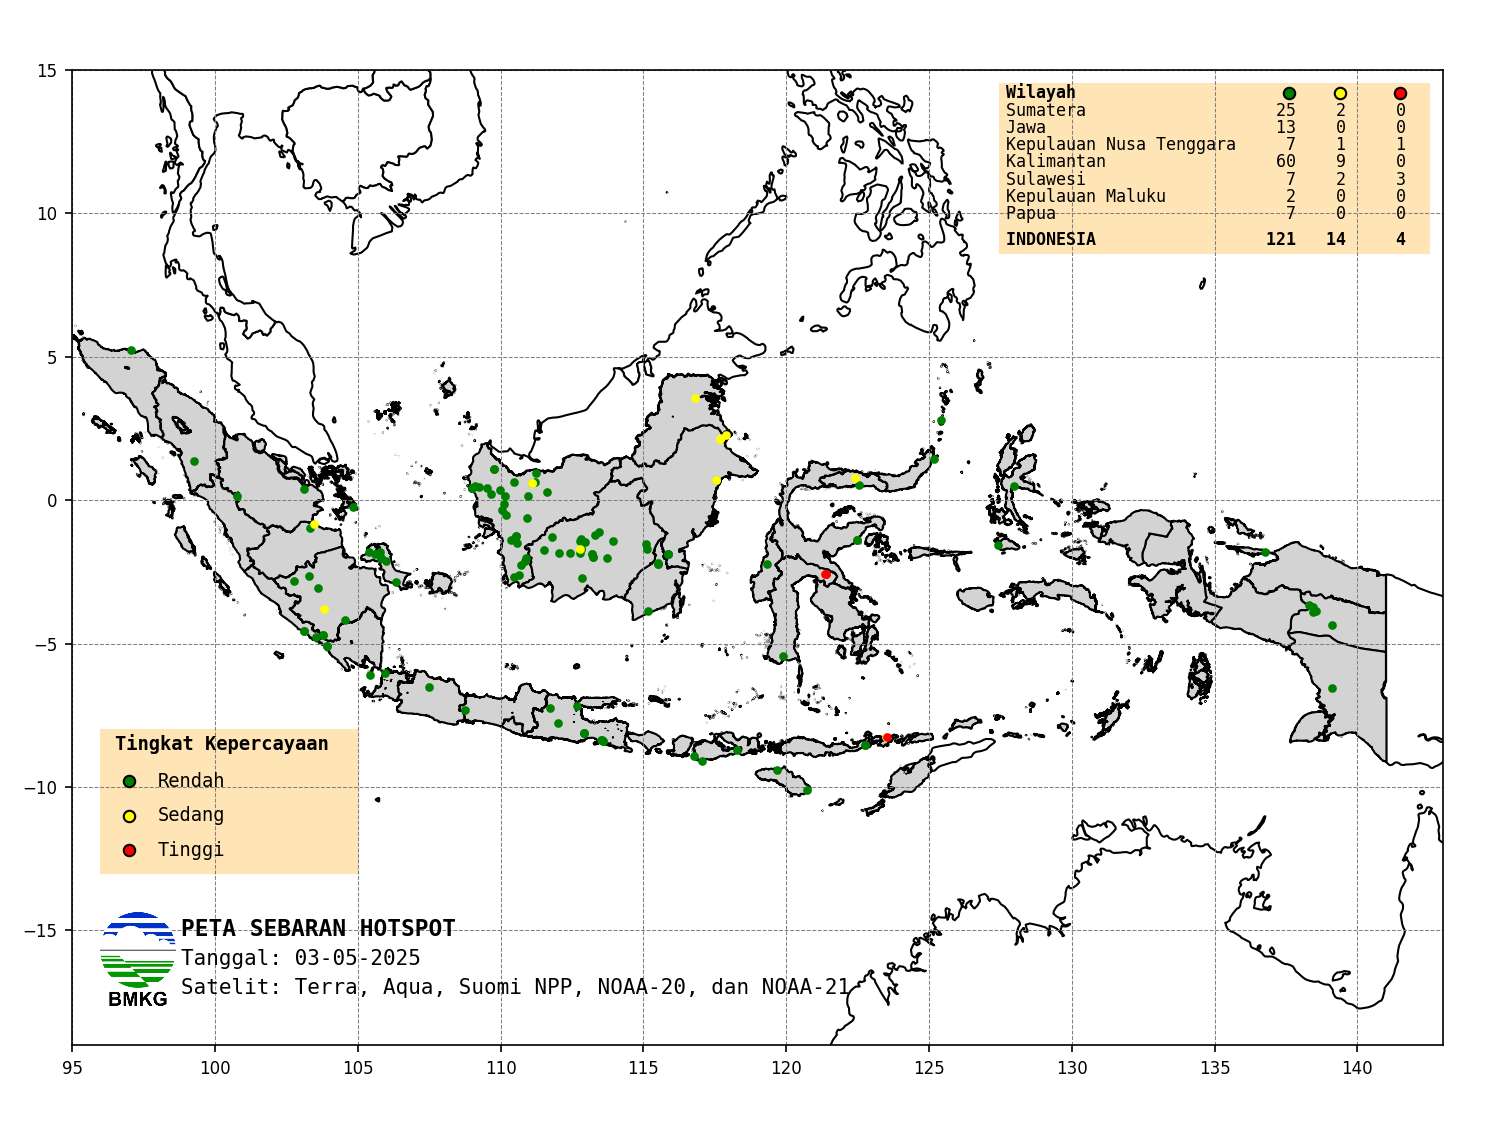 15
10
5
0
−5
−10
−15
95 100 105 110 115 120 125 130 135 140
Wilayah
Sumatera 25 2 0
Jawa 13 0 0
Kepulauan Nusa Tenggara 7 1 1
Kalimantan 60 9 0
Sulawesi 7 2 3
Kepulauan Maluku 2 0 0
Papua 7 0 0
INDONESIA 121 14 4
Tingkat Kepercayaan
Rendah
Sedang
Tinggi
BMKG
PETA SEBARAN HOTSPOT
Tanggal: 03-05-2025
Satelit: Terra, Aqua, Suomi NPP, NOAA-20, dan NOAA-21